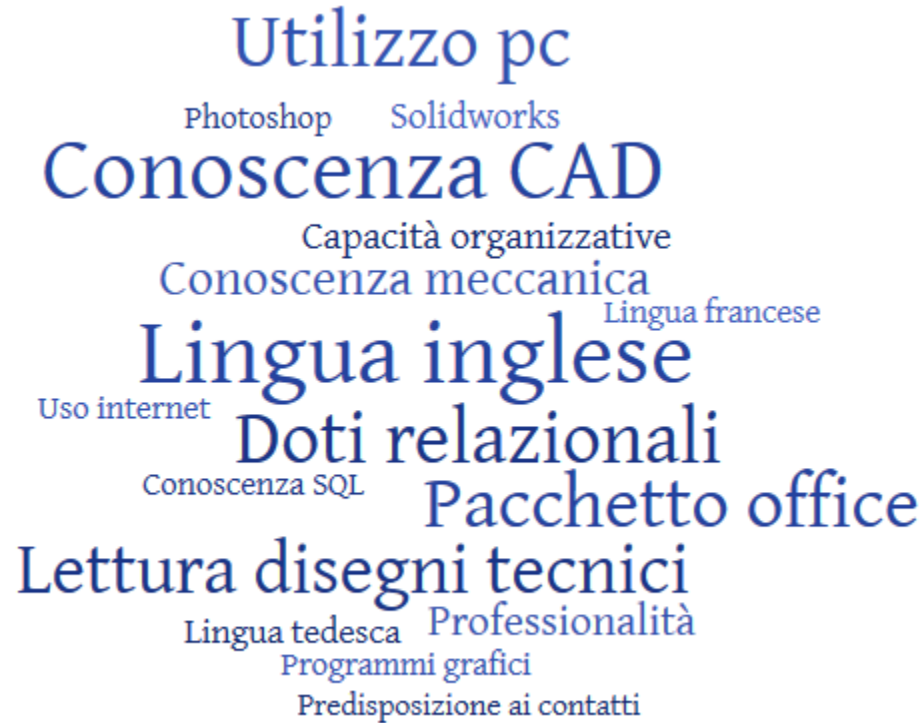 Utilizzo pc
Photoshop Solidworks
Conoscenza CAD
Capacità organizzative
Conoscenza meccanica
Lingua francese
Lingua inglese
Uso internet
Doti relazionali
Conoscenza SQL
Pacchetto office
Lettura disegni tecnici
Lingua tedesca Professionalità
Programmi grafici
Predisposizione ai contatti